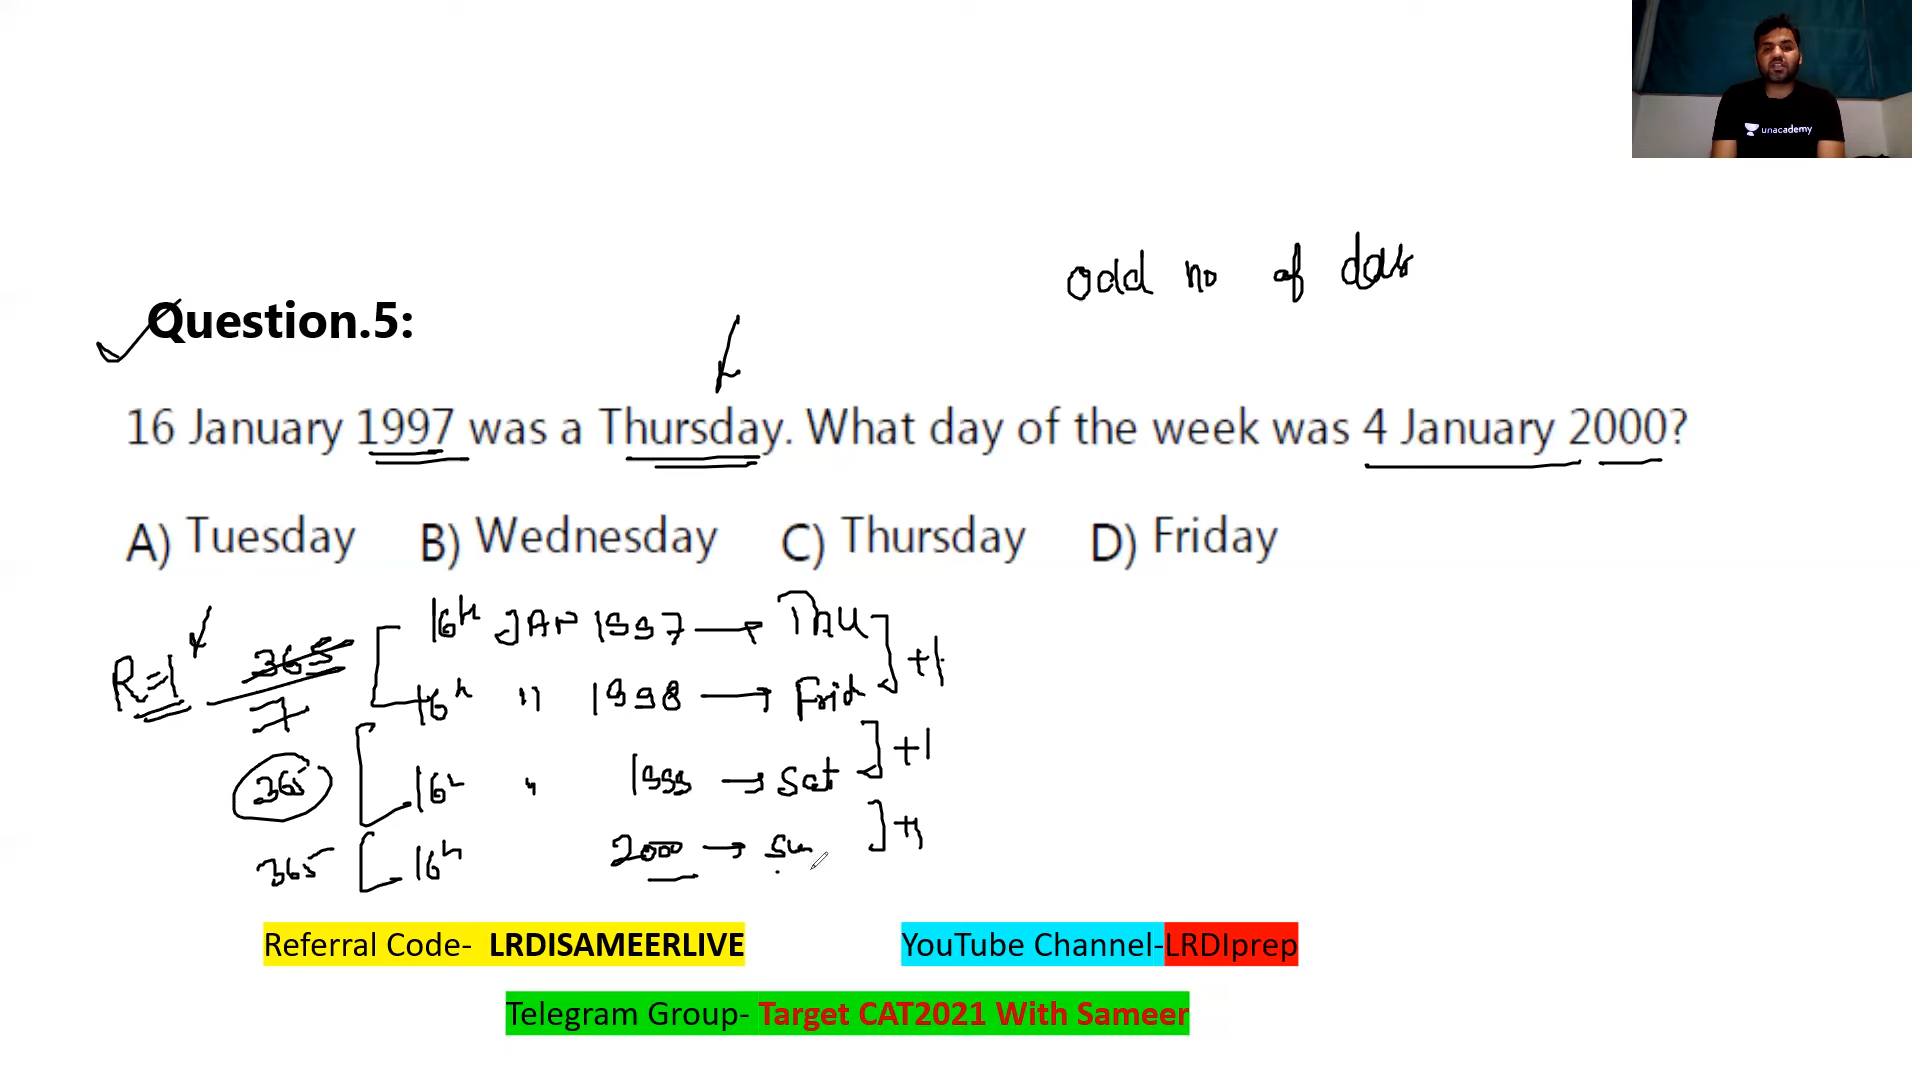 unacademy
odd no of days
Question.5:
16 January 1997 was a Thursday. What day of the week was 4 January 2000?
A) Tuesday B) Wednesday C) Thursday D) Friday
R=1 365/7 16th JAN 1997 → THU +1
16th " 1998 → Frid
365 16th " 1999 → Sat +1
365 16th 2000 → Sun +1
Referral Code- LRDISAMEERLIVE YouTube Channel-LRDIprep
Telegram Group- Target CAT2021 With Sameer